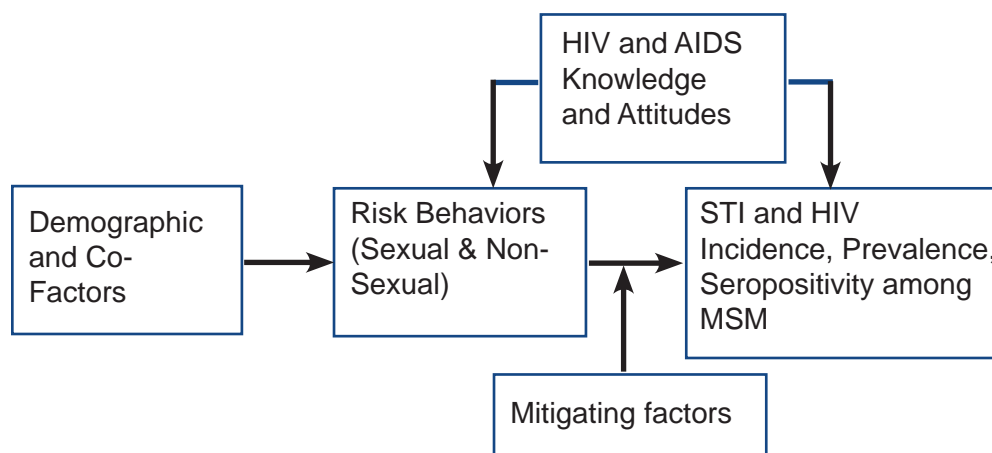 HIV and AIDS
Knowledge
and Attitudes
Demographic
and Co-
Factors
Risk Behaviors
(Sexual & Non-
Sexual)
STI and HIV
Incidence, Prevalence,
Seropositivity among
MSM
Mitigating factors